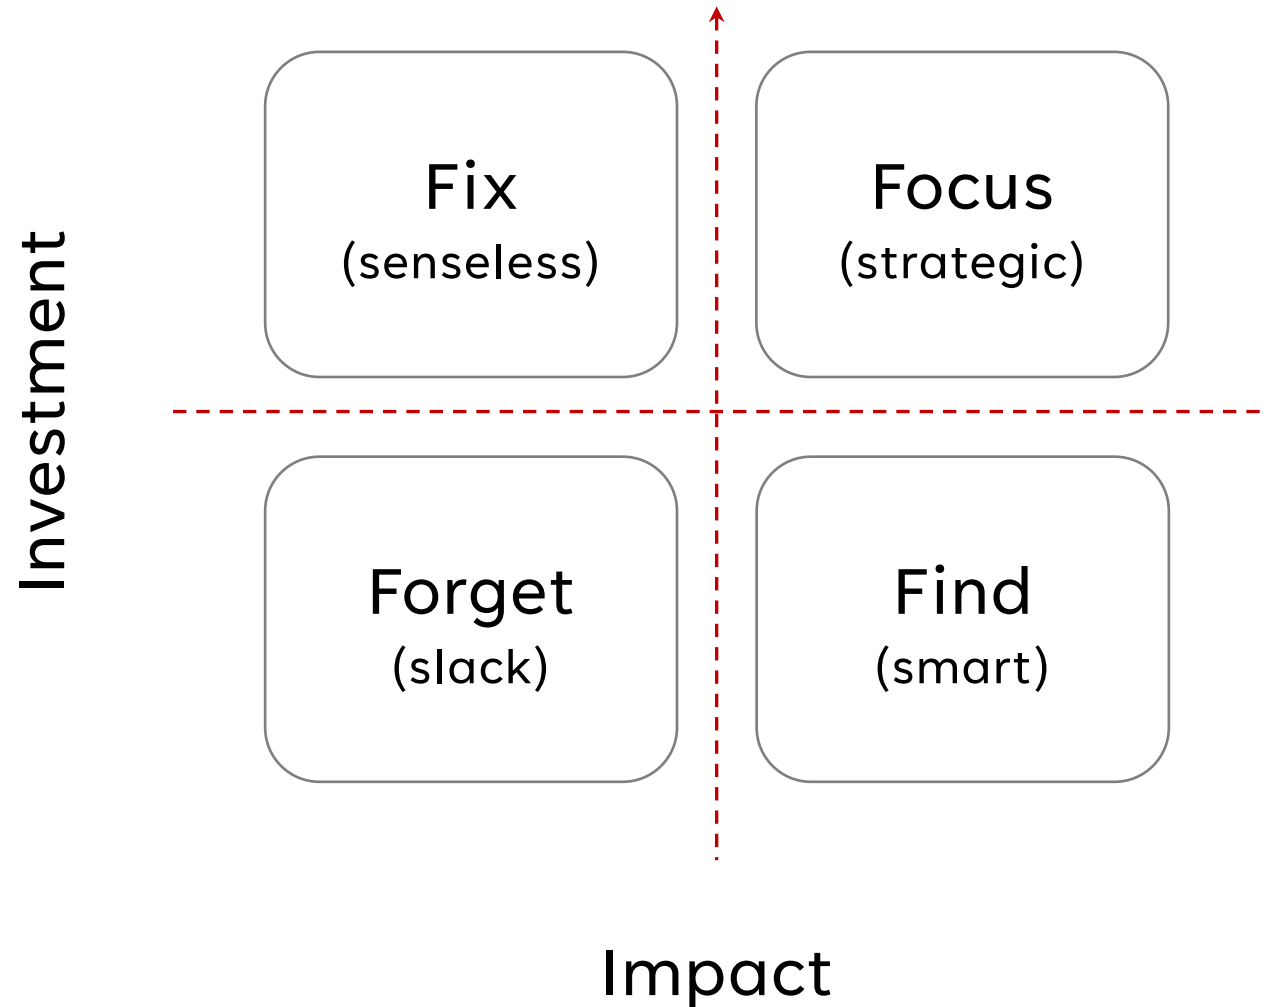 Investment
Fix
(senseless)
Focus
(strategic)
Forget
(slack)
Find
(smart)
Impact